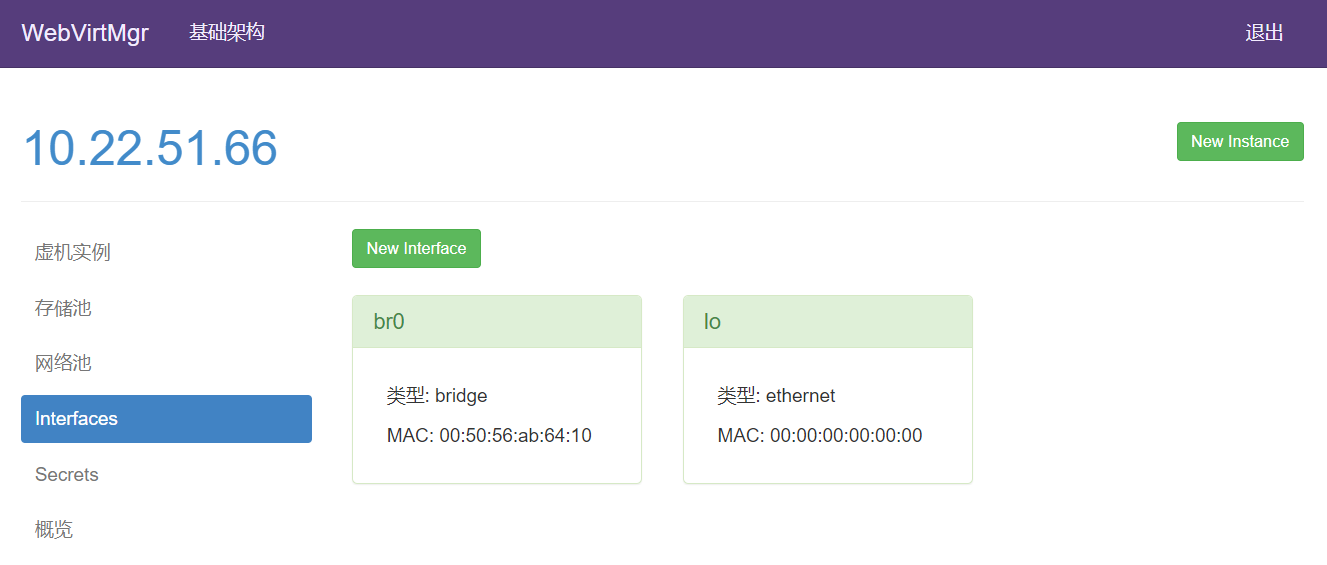 WebVirtMgr 基础架构 退出
10.22.51.66
New Instance
虚机实例
存储池
网络池
Interfaces
Secrets
概览
New Interface
br0
类型: bridge
MAC: 00:50:56:ab:64:10
lo
类型: ethernet
MAC: 00:00:00:00:00:00